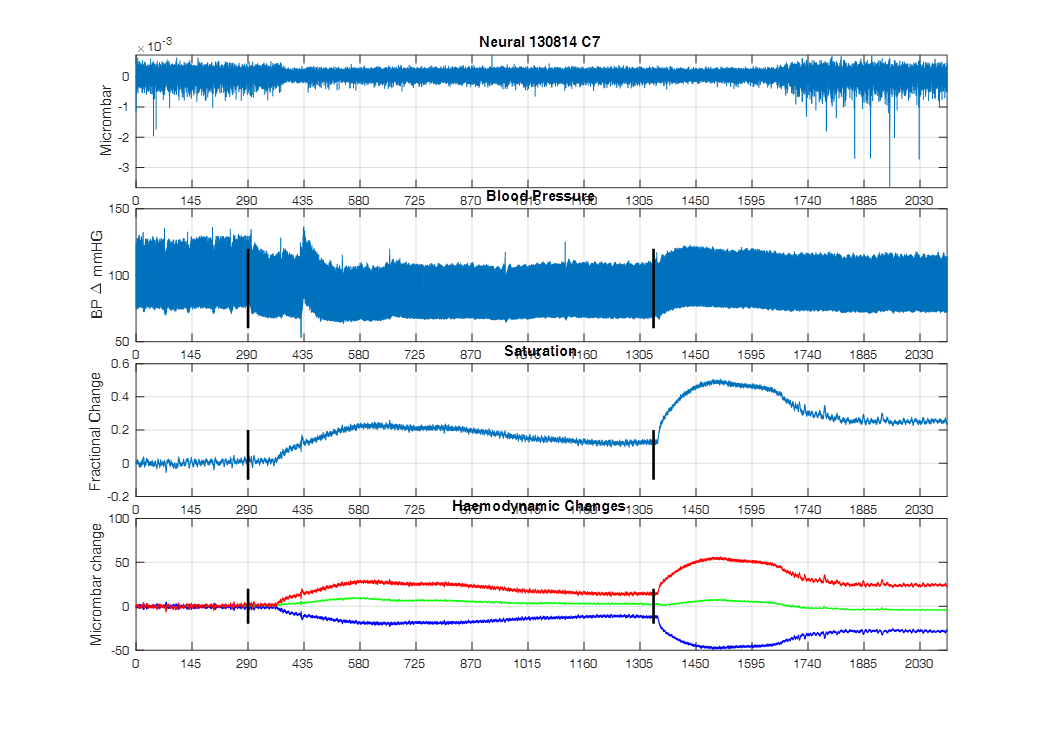 Neural 130814 C7
×10-3
0
-1
-2
-3
Micrombar
0 145 290 435 580 725 870 1015 1160 1305 1450 1595 1740 1885 2030
Blood Pressure
150
100
50
BP Δ mmHG
0 145 290 435 580 725 870 1015 1160 1305 1450 1595 1740 1885 2030
Saturation
0.6
0.4
0.2
0
-0.2
Fractional Change
0 145 290 435 580 725 870 1015 1160 1305 1450 1595 1740 1885 2030
Haemodynamic Changes
100
50
0
-50
Micrombar change
0 145 290 435 580 725 870 1015 1160 1305 1450 1595 1740 1885 2030